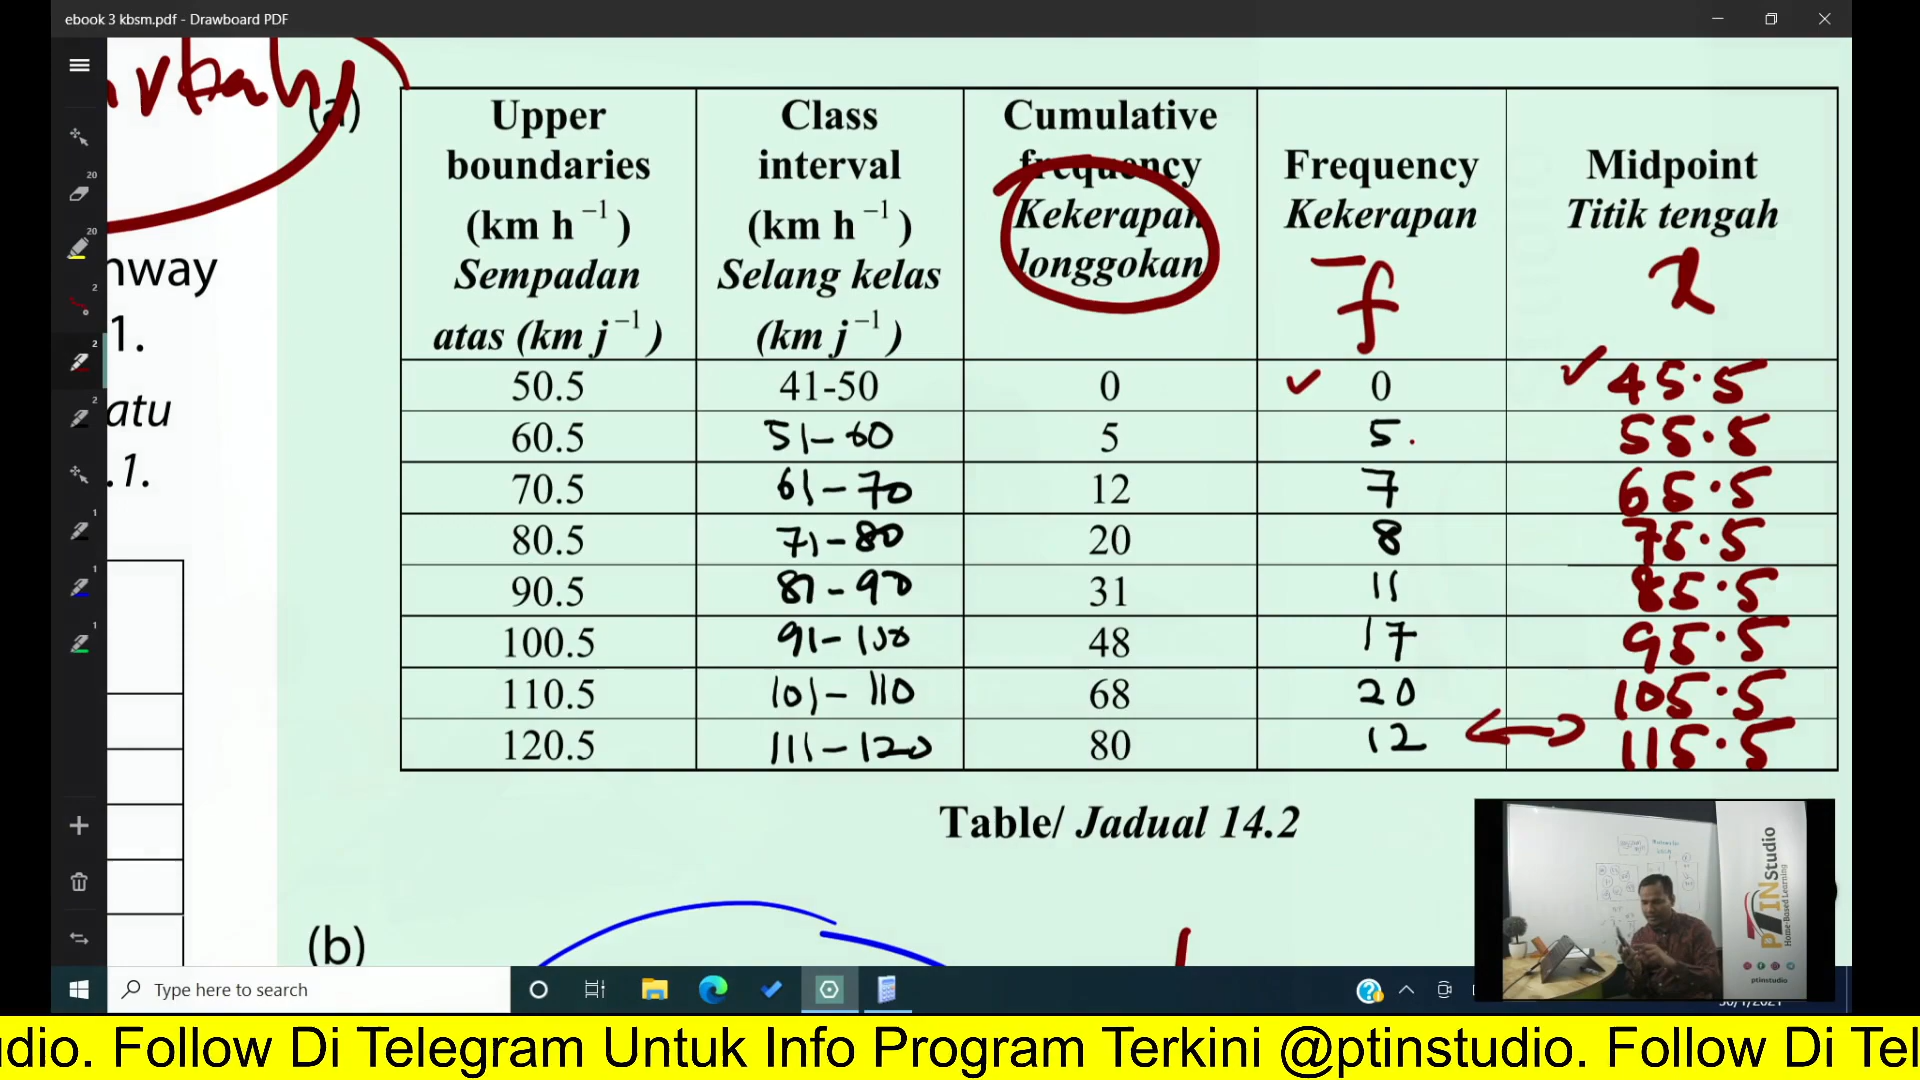 ebook 3 kbsm.pdf - Drawboard PDF
(a)
nway
1.
atu
.1.
Upper boundaries (km h⁻¹) Sempadan atas (km j⁻¹)
Class interval (km h⁻¹) Selang kelas (km j⁻¹)
Cumulative frequency Kekerapan longgokan
Frequency Kekerapan f
Midpoint Titik tengah x
50.5 41-50 0 0 45.5
60.5 51-60 5 5 55.5
70.5 61-70 12 7 65.5
80.5 71-80 20 8 75.5
90.5 81-90 31 11 85.5
100.5 91-100 48 17 95.5
110.5 101-110 68 20 105.5
120.5 111-120 80 12 115.5
Table/ Jadual 14.2
(b)
PTINstudio
Home-Based Learning
ptinstudio
Type here to search
udio. Follow Di Telegram Untuk Info Program Terkini @ptinstudio. Follow Di Tel